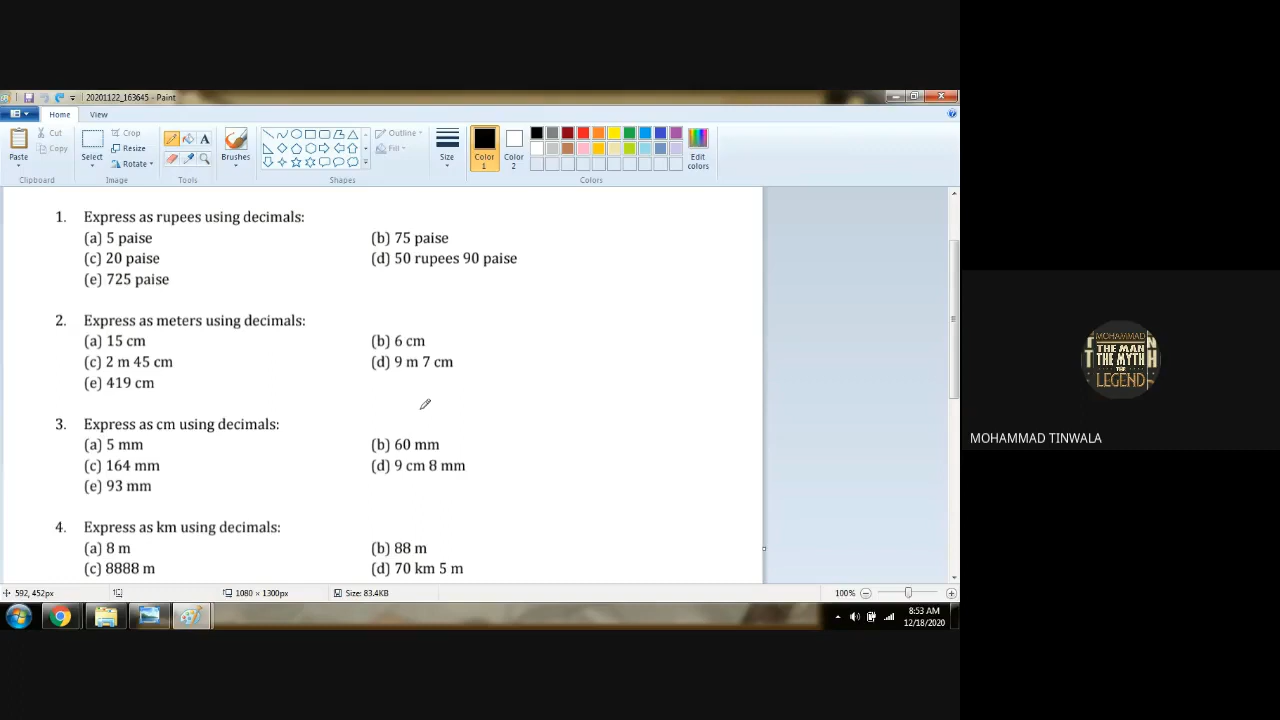 20201122_163645 - Paint
Home View
Paste
Cut
Copy
Clipboard
Select
Crop
Resize
Rotate
Image
A
Tools
Brushes
Outline
Fill
Shapes
Size
Color 1
Color 2
Edit colors
Colors
1. Express as rupees using decimals:
(a) 5 paise (b) 75 paise
(c) 20 paise (d) 50 rupees 90 paise
(e) 725 paise
2. Express as meters using decimals:
(a) 15 cm (b) 6 cm
(c) 2 m 45 cm (d) 9 m 7 cm
(e) 419 cm
3. Express as cm using decimals:
(a) 5 mm (b) 60 mm
(c) 164 mm (d) 9 cm 8 mm
(e) 93 mm
4. Express as km using decimals:
(a) 8 m (b) 88 m
(c) 8888 m (d) 70 km 5 m
592, 452px 1080 × 1300px Size: 83.4KB 100%
8:53 AM
12/18/2020
MOHAMMAD
THE MAN
THE MYTH
THE
LEGEND
MOHAMMAD TINWALA